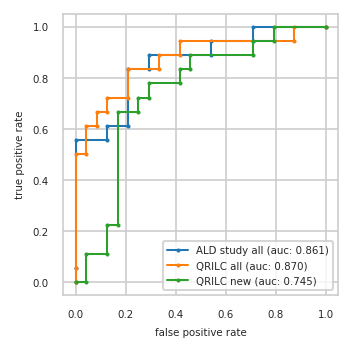 1.0
0.8
0.6
0.4
0.2
0.0
true positive rate
ALD study all (auc: 0.861)
QRILC all (auc: 0.870)
QRILC new (auc: 0.745)
0.0 0.2 0.4 0.6 0.8 1.0
false positive rate